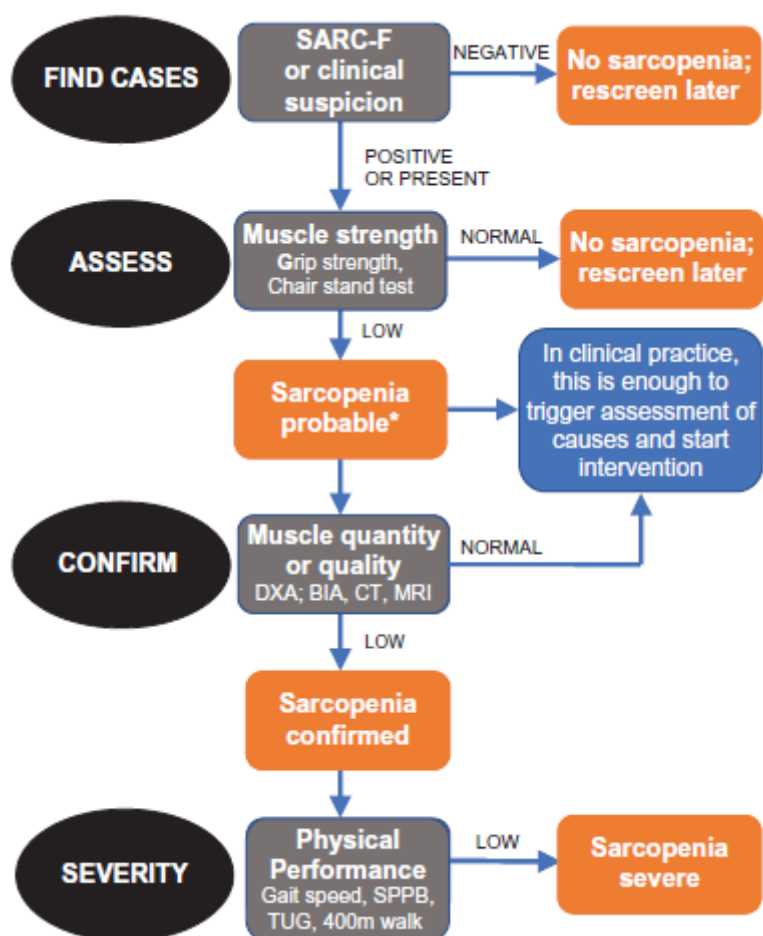 FIND CASES
SARC-F
or clinical
suspicion
NEGATIVE
No sarcopenia;
rescreen later
POSITIVE
OR PRESENT
ASSESS
Muscle strength
Grip strength,
Chair stand test
NORMAL
No sarcopenia;
rescreen later
LOW
Sarcopenia
probable*
In clinical practice,
this is enough to
trigger assessment of
causes and start
intervention
CONFIRM
Muscle quantity
or quality
DXA; BIA, CT, MRI
NORMAL
LOW
Sarcopenia
confirmed
SEVERITY
Physical
Performance
Gait speed, SPPB,
TUG, 400m walk
LOW
Sarcopenia
severe